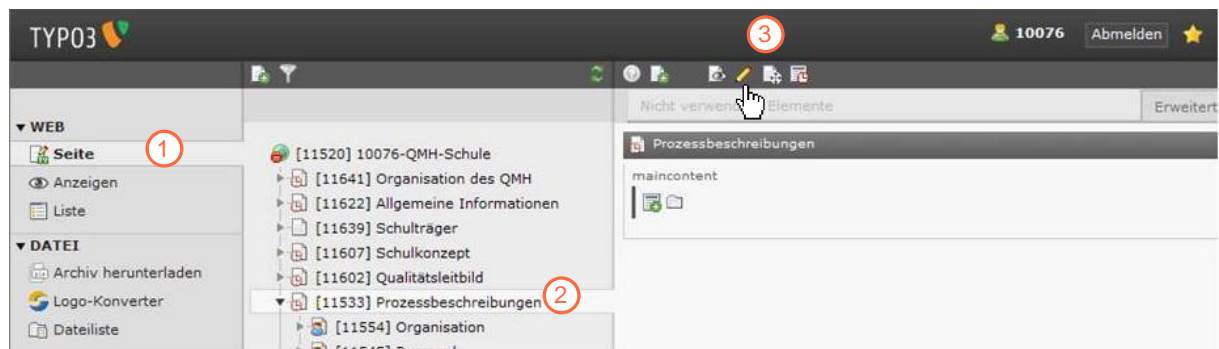 TYPO3
3
10076 Abmelden
Nicht verwen Elemente
Erweitert
WEB
Seite
1
Anzeigen
Liste
DATEI
Archiv herunterladen
Logo-Konverter
Dateiliste
[11520] 10076-QMH-Schule
[11641] Organisation des QMH
[11622] Allgemeine Informationen
[11639] Schulträger
[11607] Schulkonzept
[11602] Qualitätsleitbild
[11533] Prozessbeschreibungen
2
[11554] Organisation
Prozessbeschreibungen
maincontent